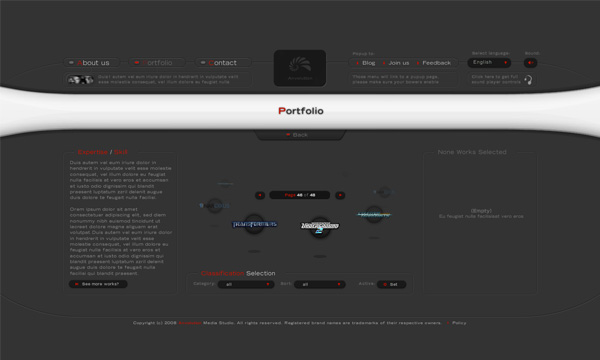 About us
Portfolio
Contact
Popup to:
Blog
Join us
Feedback
Select language:
English
Sound:
Duis autem vel eum iriure dolor in hendrerit in vulputate velit
esse molestie consequat, vel illum dolore eu feugiat nulla.
These menu will like to a popup page,
please make sure your browers enable
Click here to get full
sound player controls
Portfolio
Back
Duis autem vel eum iriure dolor in
hendrerit in vulputate velit esse molestie
consequat, vel illum dolore eu feugiat
nulla facilisis at vero eros et accumsan
et iusto odio dignissim qui blandit
praesent luptatum zzril delenit augue
duis dolore te feugait nulla facilisi.
Lorem ipsum dolor sit amet,
consectetuer adipiscing elit, sed diam
nonummy nibh euismod tincidunt ut
laoreet dolore magna aliquam erat
volutpat. Duis autem vel eum iriure
dolor in hendrerit in vulputate velit
esse molestie consequat, vel illum dolore
eu feugiat nulla facilisis at vero eros et
accumsan et iusto odio dignissim qui
blandit praesent luptatum zzril delenit
augue duis dolore te feugait nulla
facilisis blandit praesent.
See more works?
Page 46 of 46
TRANSFORMERS
2
Classification Selection
Category:
all
Sort:
all
Active:
Get
None Works Selected
(Empty)
Eu feugiat nulla facilisis at vero eros
Copyright (c) 2009
Media Studio. All rights reserved. Registered brand names are trademarks of their respective owners.
Policy